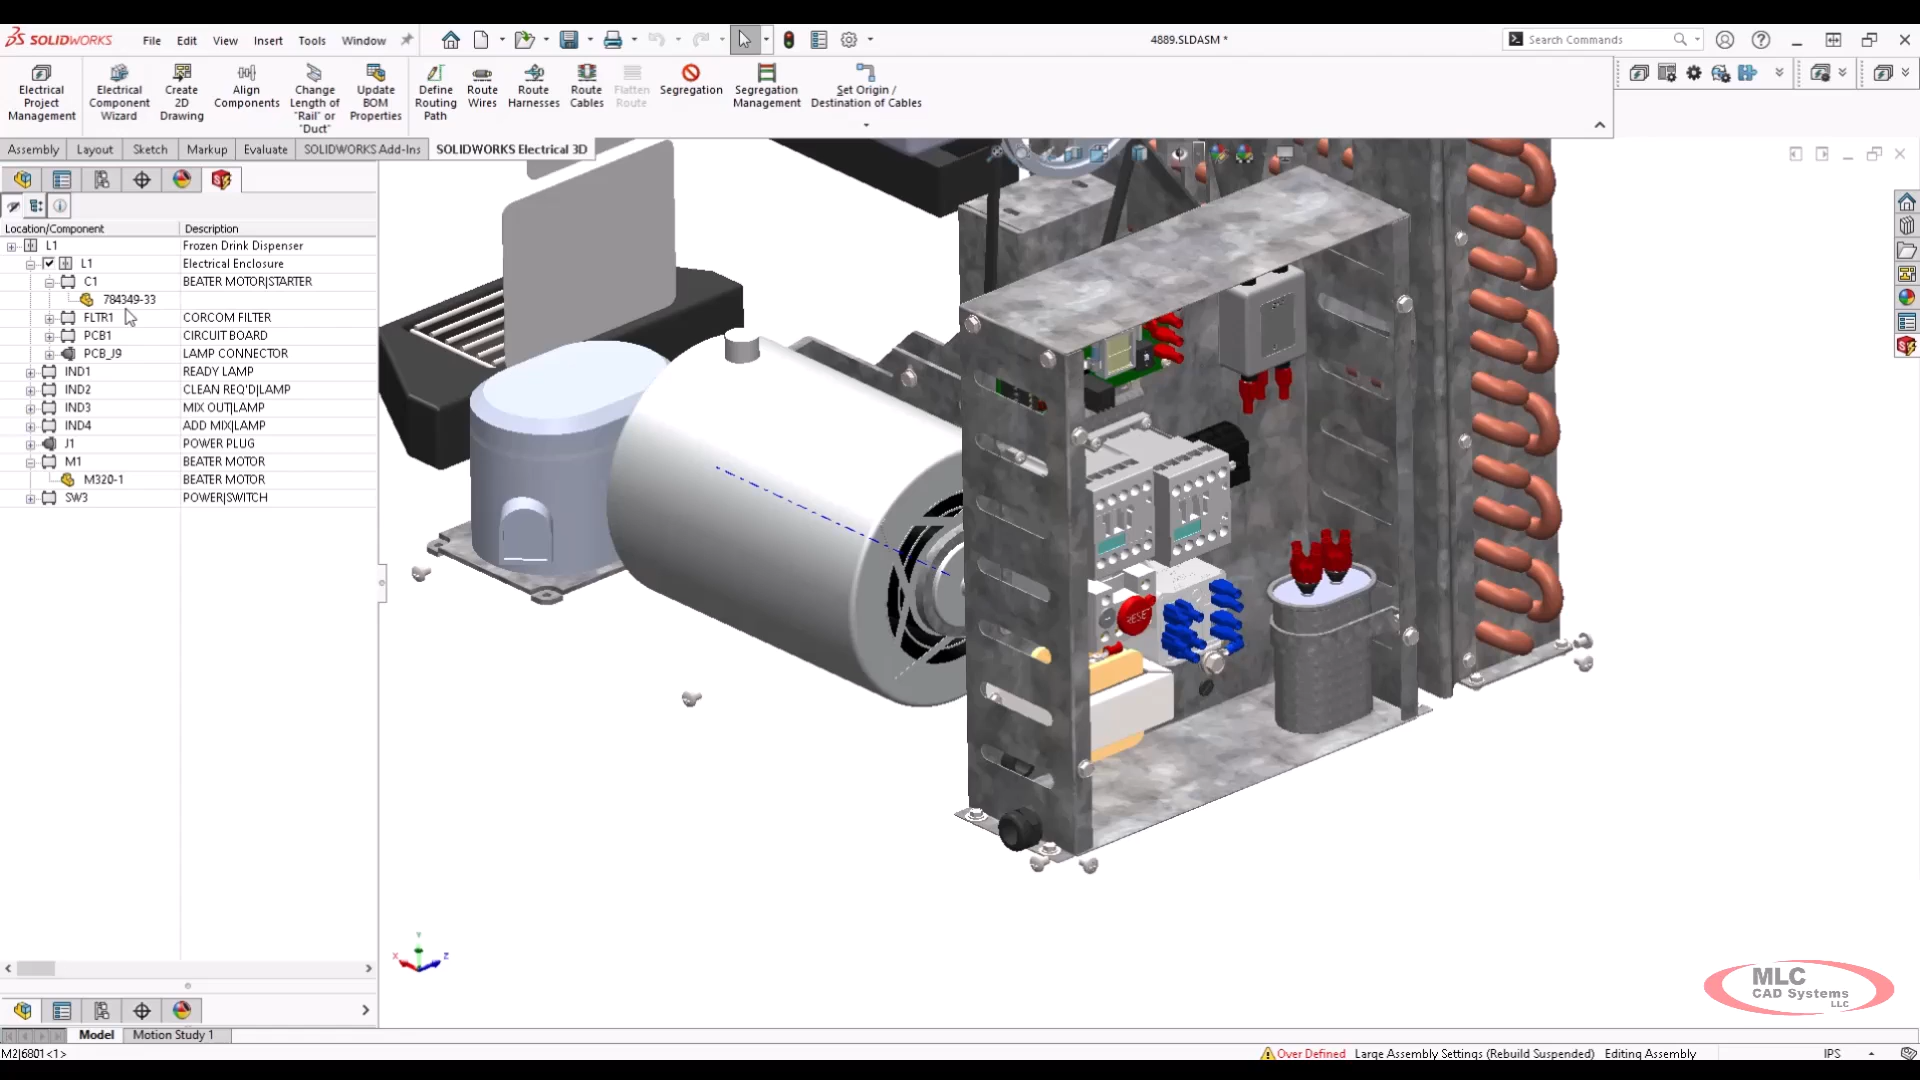 SOLIDWORKS File Edit View Insert Tools Window 4889.SLDASM * Search Commands
Electrical Project Management
Electrical Component Wizard
Create 2D Drawing
Align Components
Change Length of "Rail" or "Duct"
Update BOM Properties
Define Routing Path
Route Wires
Route Harnesses
Route Cables
Flatten Route
Segregation
Segregation Management
Set Origin / Destination of Cables
Assembly Layout Sketch Markup Evaluate SOLIDWORKS Add-Ins SOLIDWORKS Electrical 3D
Location/Component Description
L1 Frozen Drink Dispenser
L1 Electrical Enclosure
C1 BEATER MOTOR|STARTER
784349-33
FLTR1 CORCOM FILTER
PCB1 CIRCUIT BOARD
PCB_J9 LAMP CONNECTOR
IND1 READY LAMP
IND2 CLEAN REQ'D|LAMP
IND3 MIX OUT|LAMP
IND4 ADD MIX|LAMP
J1 POWER PLUG
M1 BEATER MOTOR
M320-1 BEATER MOTOR
SW3 POWER|SWITCH
RESET
Y
X Z
MLC
CAD Systems
LLC
Model Motion Study 1
M2|6801<1> Over Defined Large Assembly Settings (Rebuild Suspended) Editing Assembly IPS